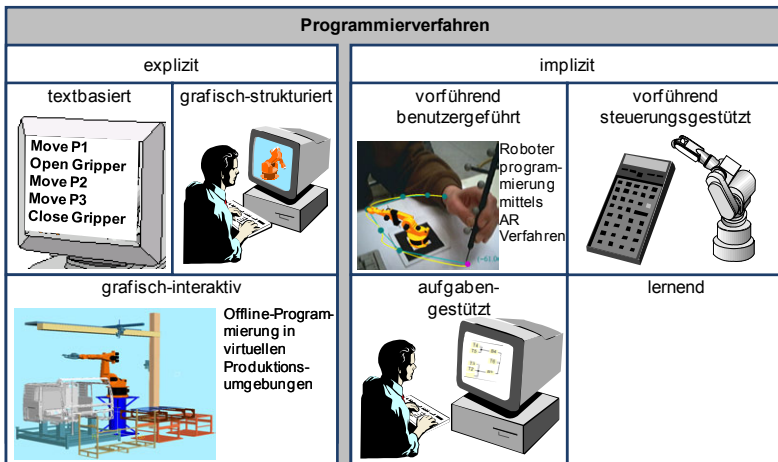 Programmierverfahren
explizit
implizit
textbasiert
grafisch-strukturiert
vorführend
benutzergeführt
vorführend
steuerungsgestützt
Move P1
Open Gripper
Move P2
Move P3
Close Gripper
Roboter
program-
mierung
mittels
AR
Verfahren
grafisch-interaktiv
Offline-Program-
mierung in
virtuellen
Produktions-
umgebungen
aufgaben-
gestützt
lernend